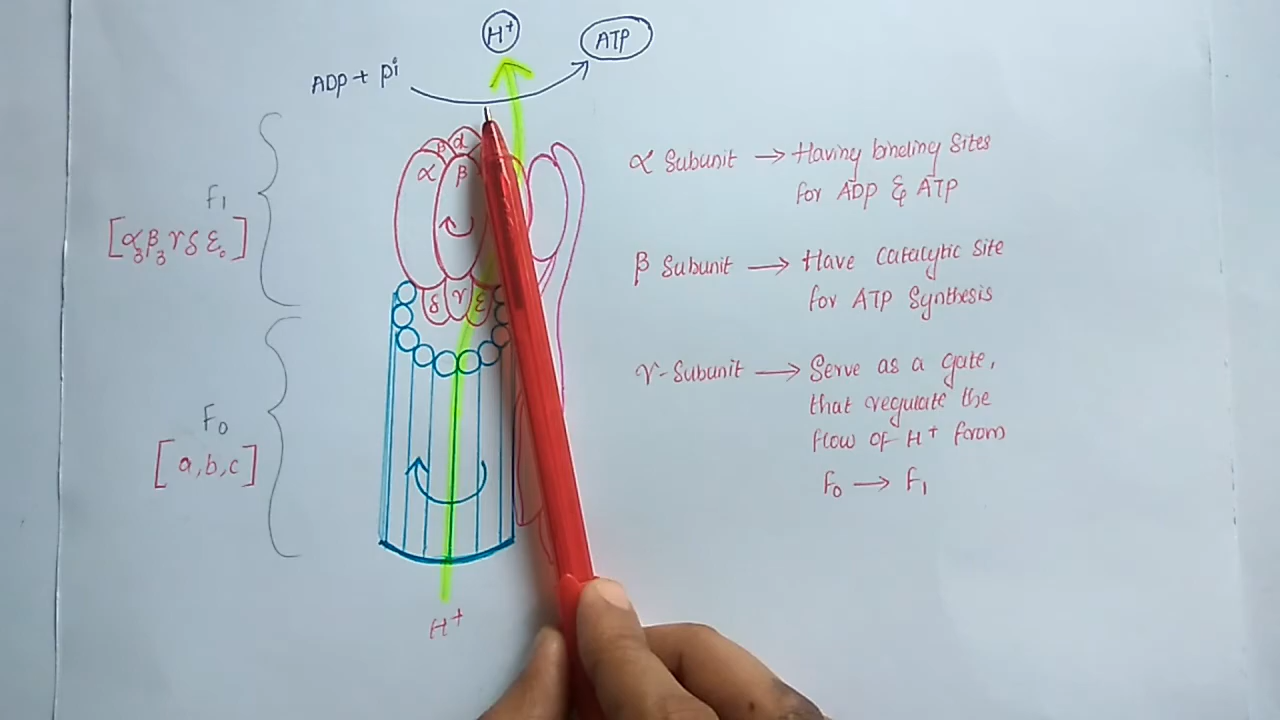 H⁺
ATP
ADP + Pi
β α
α β
F₁
[α₃β₃γδε₀]
δ γ ε
F₀
[a,b,c]
H⁺
α Subunit → Having binding Sites
for ADP & ATP
β Subunit → Have Catalytic Site
for ATP Synthesis
γ-Subunit → Serve as a gate,
that regulate the
flow of H⁺ from
F₀ → F₁